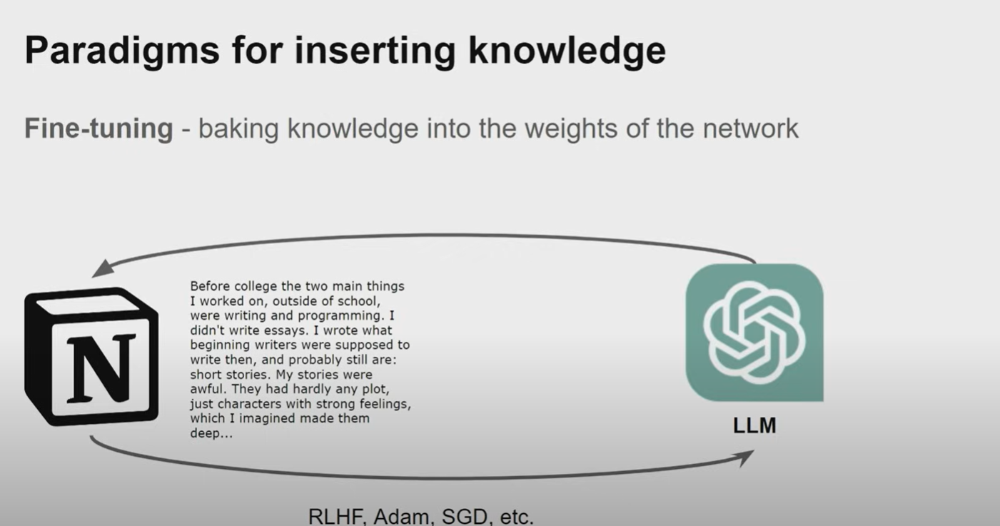 Paradigms for inserting knowledge
Fine-tuning - baking knowledge into the weights of the network
N
Before college the two main things
I worked on, outside of school,
were writing and programming. I
didn't write essays. I wrote what
beginning writers were supposed to
write then, and probably still are:
short stories. My stories were
awful. They had hardly any plot,
just characters with strong feelings,
which I imagined made them
deep...
LLM
RLHF, Adam, SGD, etc.